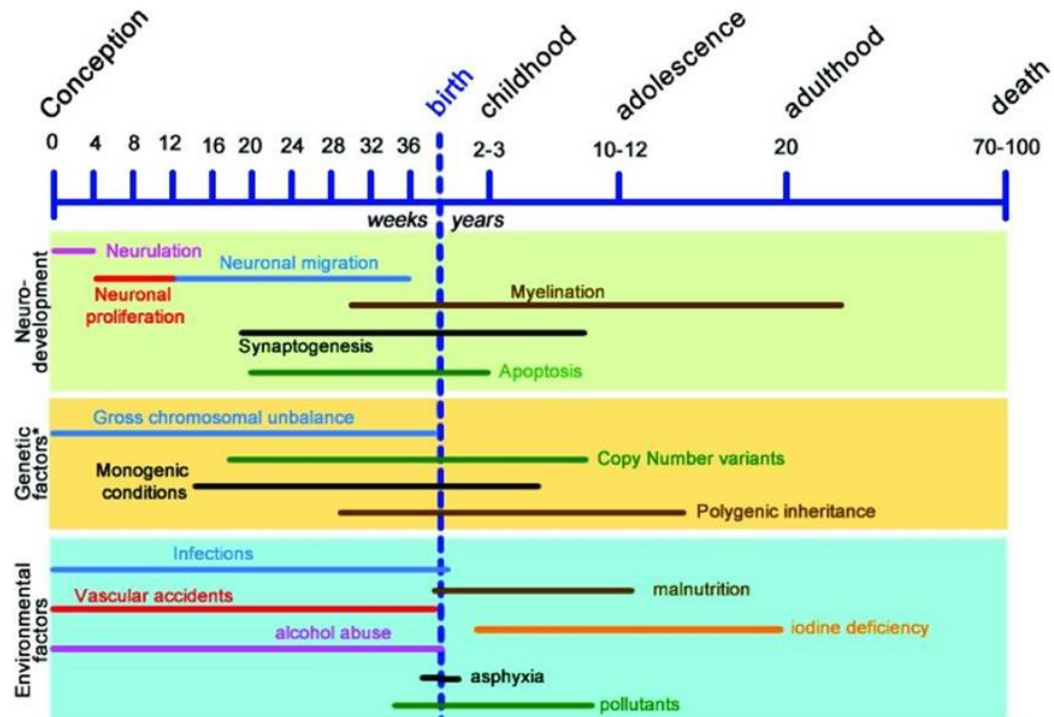 Conception birth childhood adolescence adulthood death
0 4 8 12 16 20 24 28 32 36 2-3 10-12 20 70-100
weeks years
Neuro-
development
Neurulation
Neuronal migration
Neuronal
proliferation
Myelination
Synaptogenesis
Apoptosis
Genetic
factors*
Gross chromosomal unbalance
Copy Number variants
Monogenic
conditions
Polygenic inheritance
Environmental
factors
Infections
malnutrition
Vascular accidents
iodine deficiency
alcohol abuse
asphyxia
pollutants